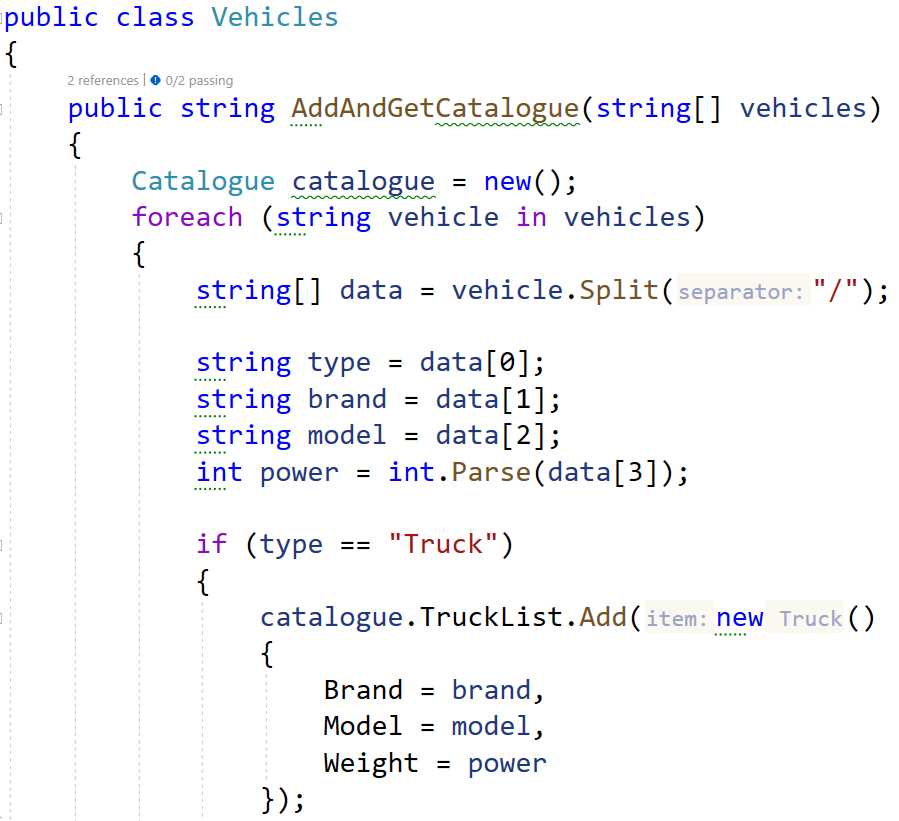 public class Vehicles
{
2 references | 0/2 passing
public string AddAndGetCatalogue(string[] vehicles)
{
Catalogue catalogue = new();
foreach (string vehicle in vehicles)
{
string[] data = vehicle.Split(separator: "/");
string type = data[0];
string brand = data[1];
string model = data[2];
int power = int.Parse(data[3]);
if (type == "Truck")
{
catalogue.TruckList.Add(item: new Truck()
{
Brand = brand,
Model = model,
Weight = power
});